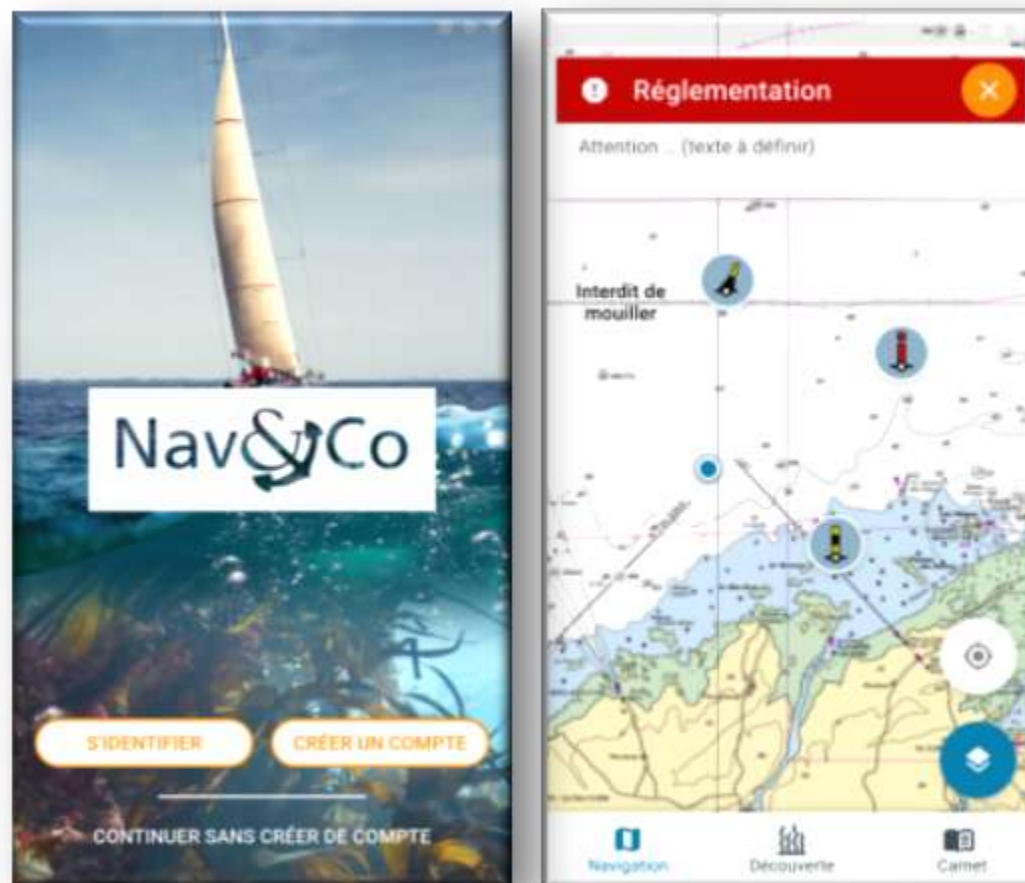 Nav&Co
S'IDENTIFIER
CRÉER UN COMPTE
CONTINUER SANS CRÉER DE COMPTE
Réglementation
Attention ... (texte à définir)
Interdit de
mouiller
Navigation
Découverte
Carnet